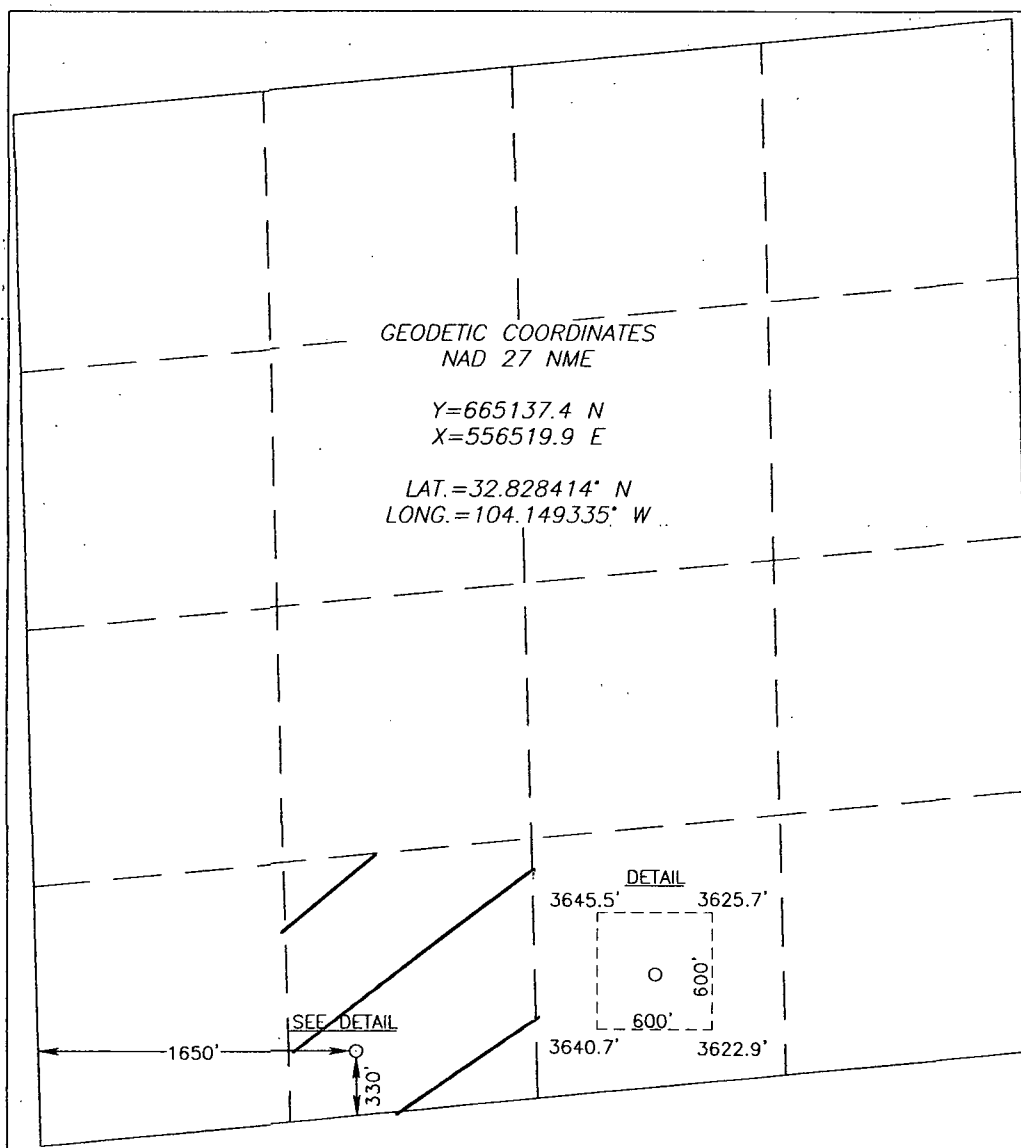 GEODETIC COORDINATES
NAD 27 NME
Y=665137.4 N
X=556519.9 E
LAT.=32.828414° N
LONG.=104.149335° W
DETAIL
3645.5' 3625.7'
600'
600'
3640.7' 3622.9'
SEE DETAIL
1650'
330'